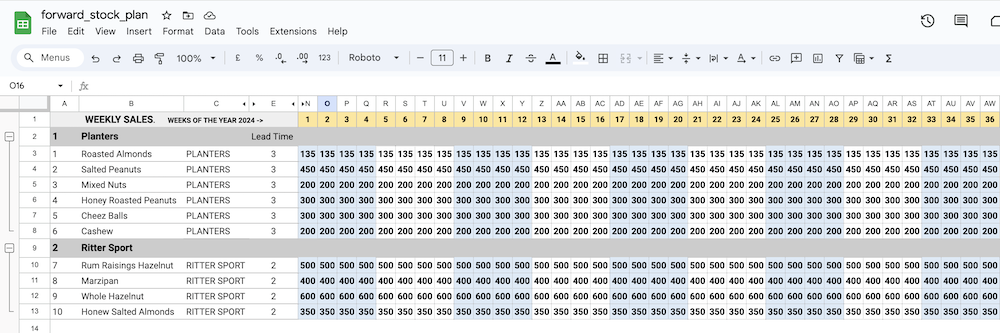 forward_stock_plan
File Edit View Insert Format Data Tools Extensions Help
Menus 100% £ % .0 .00 123 Roboto 11 B I A Σ
O16 fx
A B C E N O P Q R S T U V W X Y Z AA AB AC AD AE AF AG AH AI AJ AK AL AM AN AO AP AQ AR AS AT AU AV AW
1 WEEKLY SALES. WEEKS OF THE YEAR 2024 -> 1 2 3 4 5 6 7 8 9 10 11 12 13 14 15 16 17 18 19 20 21 22 23 24 25 26 27 28 29 30 31 32 33 34 35 36
2 1 Planters Lead Time
3 1 Roasted Almonds PLANTERS 3 135 135 135 135 135 135 135 135 135 135 135 135 135 135 135 135 135 135 135 135 135 135 135 135 135 135 135 135 135 135 135 135 135 135 135 135
4 2 Salted Peanuts PLANTERS 3 450 450 450 450 450 450 450 450 450 450 450 450 450 450 450 450 450 450 450 450 450 450 450 450 450 450 450 450 450 450 450 450 450 450 450 450
5 3 Mixed Nuts PLANTERS 3 200 200 200 200 200 200 200 200 200 200 200 200 200 200 200 200 200 200 200 200 200 200 200 200 200 200 200 200 200 200 200 200 200 200 200 200
6 4 Honey Roasted Peanuts PLANTERS 3 300 300 300 300 300 300 300 300 300 300 300 300 300 300 300 300 300 300 300 300 300 300 300 300 300 300 300 300 300 300 300 300 300 300 300 300
7 5 Cheez Balls PLANTERS 3 300 300 300 300 300 300 300 300 300 300 300 300 300 300 300 300 300 300 300 300 300 300 300 300 300 300 300 300 300 300 300 300 300 300 300 300
8 6 Cashew PLANTERS 3 200 200 200 200 200 200 200 200 200 200 200 200 200 200 200 200 200 200 200 200 200 200 200 200 200 200 200 200 200 200 200 200 200 200 200 200
9 2 Ritter Sport
10 7 Rum Raisings Hazelnut RITTER SPORT 2 500 500 500 500 500 500 500 500 500 500 500 500 500 500 500 500 500 500 500 500 500 500 500 500 500 500 500 500 500 500 500 500 500 500 500 500
11 8 Marzipan RITTER SPORT 2 400 400 400 400 400 400 400 400 400 400 400 400 400 400 400 400 400 400 400 400 400 400 400 400 400 400 400 400 400 400 400 400 400 400 400 400
12 9 Whole Hazelnut RITTER SPORT 2 600 600 600 600 600 600 600 600 600 600 600 600 600 600 600 600 600 600 600 600 600 600 600 600 600 600 600 600 600 600 600 600 600 600 600 600
13 10 Honew Salted Almonds RITTER SPORT 2 350 350 350 350 350 350 350 350 350 350 350 350 350 350 350 350 350 350 350 350 350 350 350 350 350 350 350 350 350 350 350 350 350 350 350 350
14